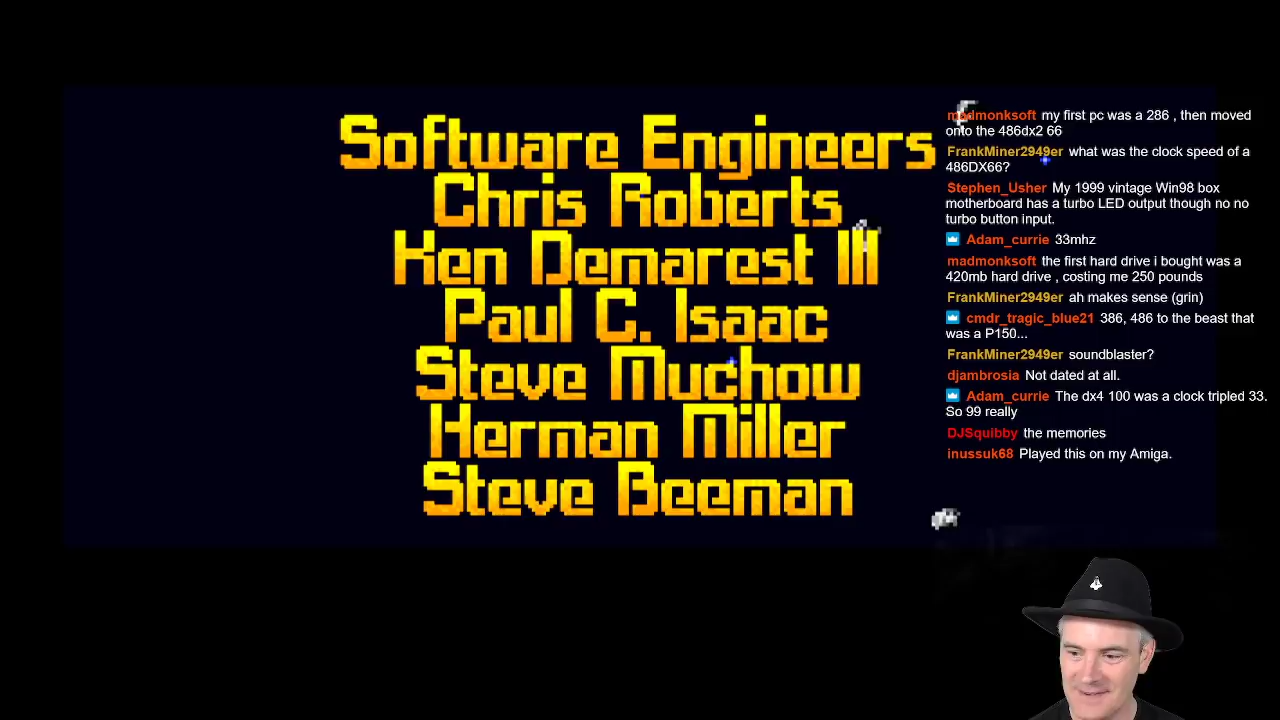 Software Engineers
Chris Roberts
Ken Demarest III
Paul C. Isaac
Steve Muchow
Herman Miller
Steve Beeman
madmonksoft my first pc was a 286 , then moved
onto the 486dx2 66
FrankMiner2949er what was the clock speed of a
486DX66?
Stephen_Usher My 1999 vintage Win98 box
motherboard has a turbo LED output though no no
turbo button input.
Adam_currie 33mhz
madmonksoft the first hard drive i bought was a
420mb hard drive , costing me 250 pounds
FrankMiner2949er ah makes sense (grin)
cmdr_tragic_blue21 386, 486 to the beast that
was a P150...
FrankMiner2949er soundblaster?
djambrosia Not dated at all.
Adam_currie The dx4 100 was a clock tripled 33.
So 99 really
DJSquibby the memories
inussuk68 Played this on my Amiga.